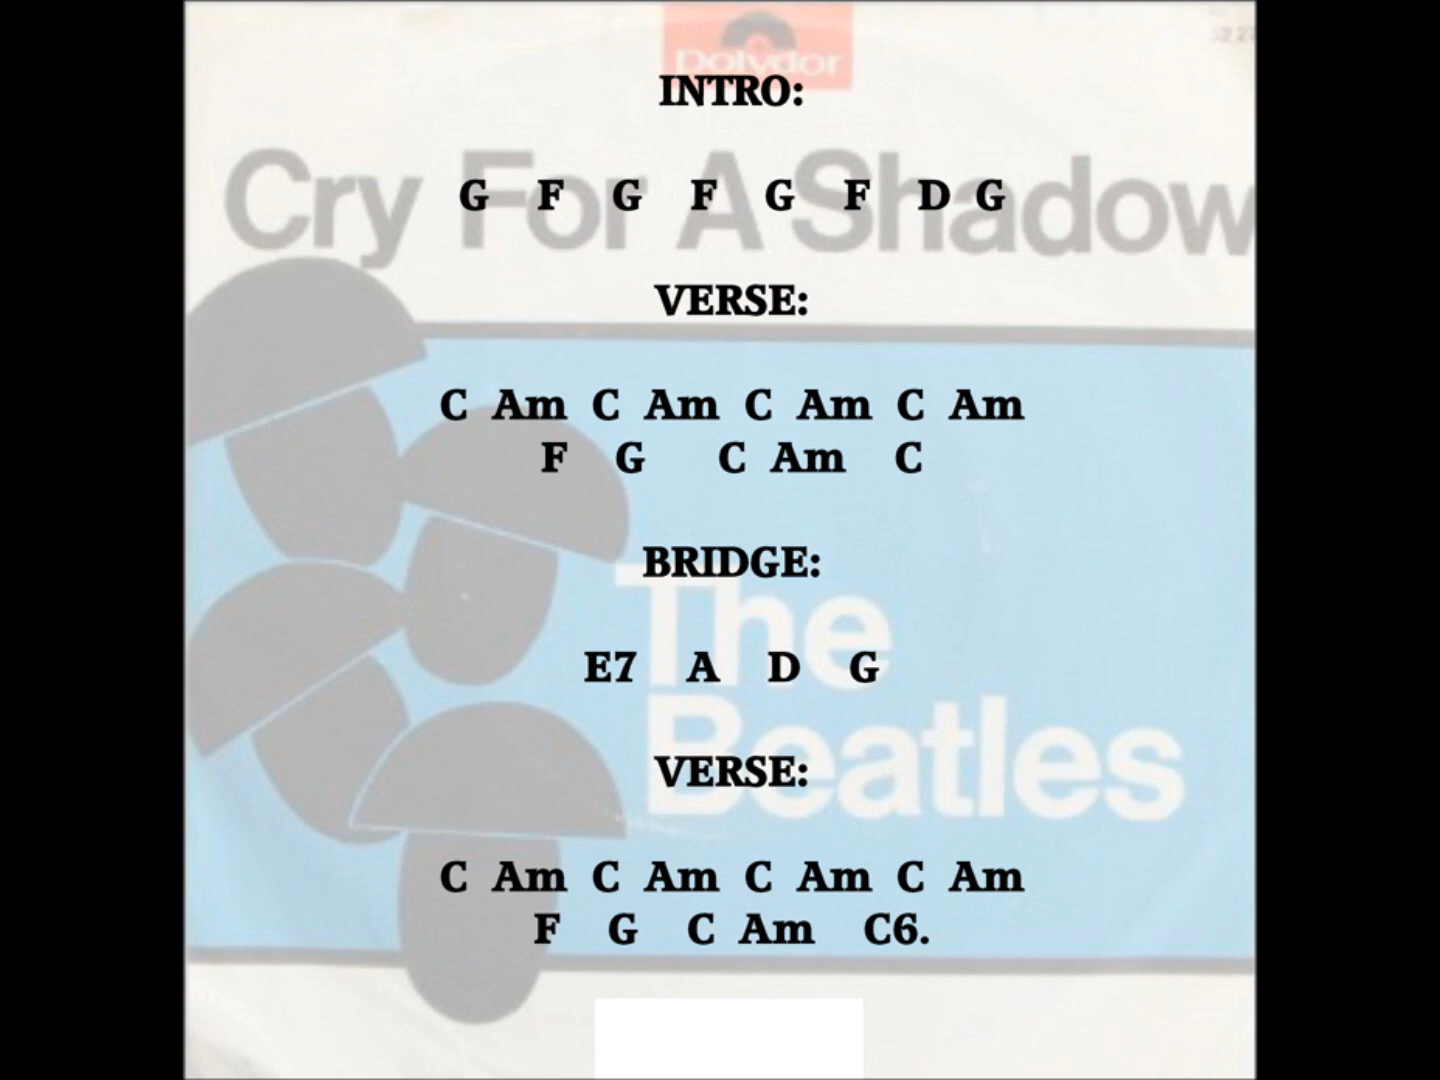 Polydor
INTRO:
Cry For A Shadow
G F G F G F D G
VERSE:
C Am C Am C Am C Am
F G C Am C
BRIDGE:
The
E7 A D G
Beatles
VERSE:
C Am C Am C Am C Am
F G C Am C6.